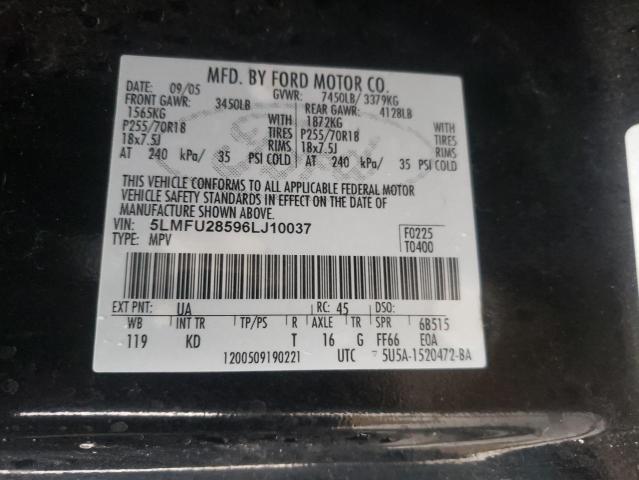 MFD. BY FORD MOTOR CO.
DATE: 09/05 GVWR: 7450LB/ 3379KG
FRONT GAWR: 3450LB REAR GAWR: 4128LB
1565KG WITH 1872KG WITH
P255/70R18 TIRES P255/70R18 TIRES
18x7.5J RIMS 18x7.5J RIMS
AT 240 kPa/ 35 PSI COLD AT 240 kPa/ 35 PSI COLD
THIS VEHICLE CONFORMS TO ALL APPLICABLE FEDERAL MOTOR
VEHICLE SAFETY STANDARDS IN EFFECT ON THE DATE OF
MANUFACTURE SHOWN ABOVE.
VIN: 5LMFU28596LJ10037 F0225
TYPE: MPV T0400
EXT PNT: UA RC: 45 DSO:
WB INT TR TP/PS R AXLE TR SPR 6B515
119 KD T 16 G FF66 E0A
1200509190221 UTC 5U5A-1520472-BA